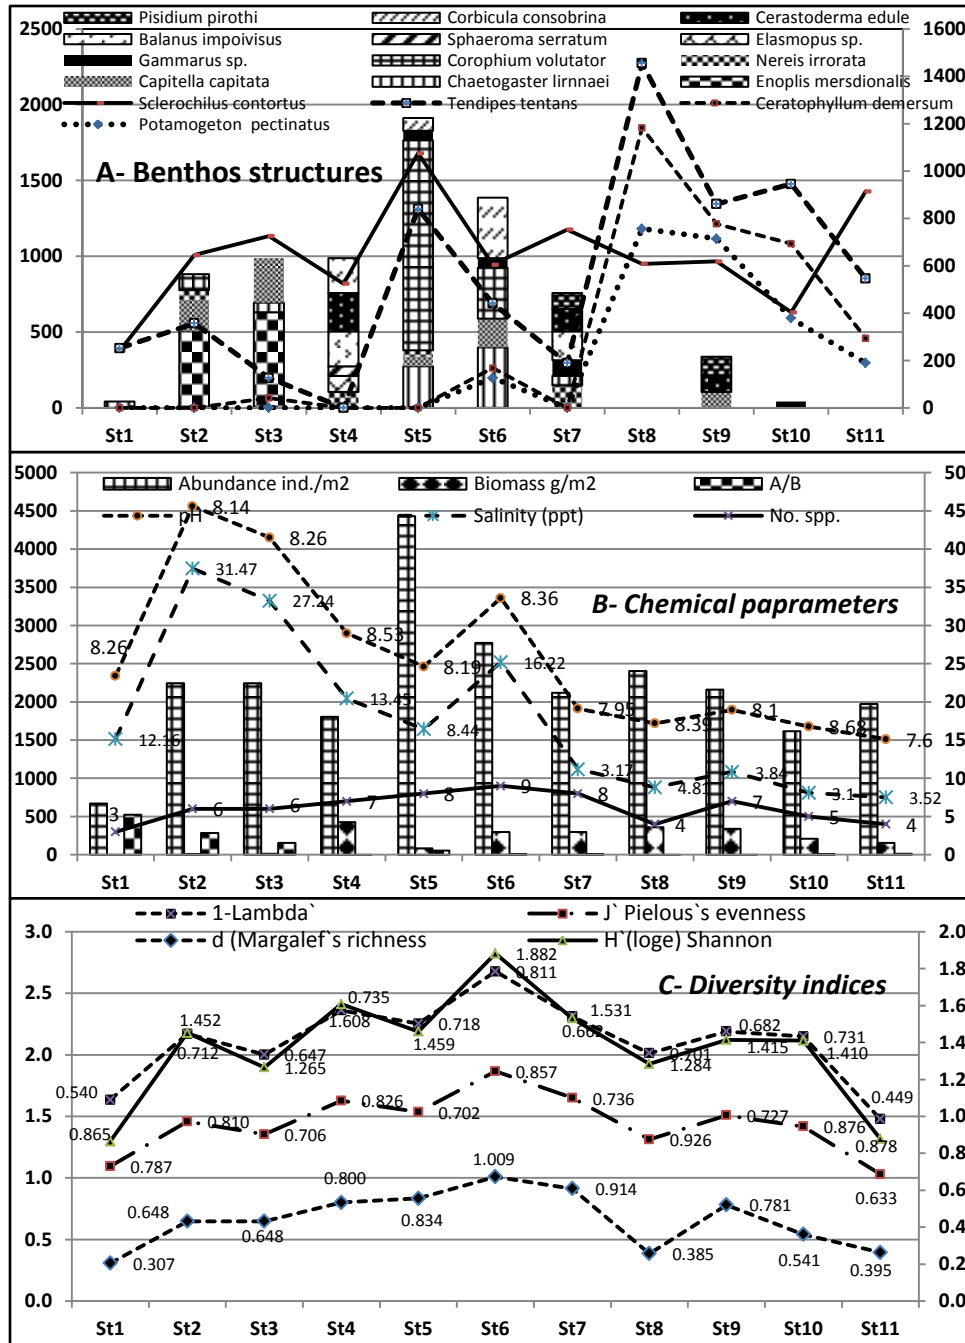 2500 Pisidium pirothi Corbicula consobrina Cerastoderma edule 1600
Balanus impoivisus Sphaeroma serratum Elasmopus sp.
Gammarus sp. Corophium volutator Nereis irrorata 1400
Capitella capitata Chaetogaster lirnnaei Enoplis mersdionalis
2000 Sclerochilus contortus Tendipes tentans Ceratophyllum demersum
Potamogeton pectinatus 1200
A- Benthos structures
1500 1000
800
1000
600
500 400
200
0 0
St1 St2 St3 St4 St5 St6 St7 St8 St9 St10 St11
5000 Abundance ind./m2 Biomass g/m2 A/B 50
4500 pH Salinity (ppt) No. spp. 45
4000 40
3500 35
3000 30
2500 25
2000 20
1500 15
1000 10
500 5
0 0
B- Chemical paprameters
8.26 8.14 8.26 8.53 8.19 8.36 7.95 8.39 8.1 8.68 7.6
12.16 31.47 27.24 13.45 8.44 16.22 3.17 4.81 3.84 3.1 3.52
3 6 6 7 8 9 8 4 7 5 4
St1 St2 St3 St4 St5 St6 St7 St8 St9 St10 St11
1-Lambda` J` Pielous`s evenness
d (Margalef`s richness H`(loge) Shannon
C- Diversity indices
3.0 2.0
1.8
2.5 1.6
1.4
2.0 1.2
1.5 1.0
0.8
1.0 0.6
0.5 0.4
0.2
0.0 0.0
0.540 0.712 0.647 0.735 0.718 0.811 0.662 0.701 0.682 0.731 0.449
0.865 1.452 1.265 1.608 1.459 1.882 1.531 1.284 1.415 1.410 0.878
0.787 0.810 0.706 0.826 0.702 0.857 0.736 0.926 0.727 0.876 0.633
0.307 0.648 0.648 0.800 0.834 1.009 0.914 0.385 0.781 0.541 0.395
St1 St2 St3 St4 St5 St6 St7 St8 St9 St10 St11